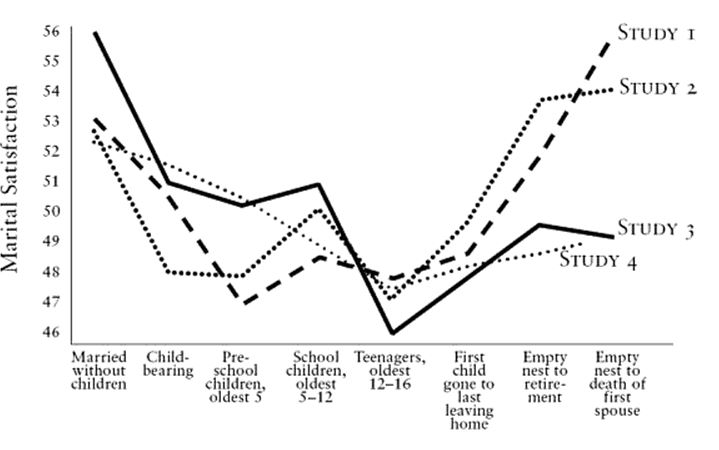 56
55
54
53
52
51
50
49
48
47
46
Marital Satisfaction
STUDY 1
STUDY 2
STUDY 3
STUDY 4
Married
without
children
Child-
bearing
Pre-
school
children,
oldest 5
School
children,
oldest
5–12
Teenagers,
oldest
12–16
First
child
gone to
last
leaving
home
Empty
nest to
retire-
ment
Empty
nest to
death of
first
spouse